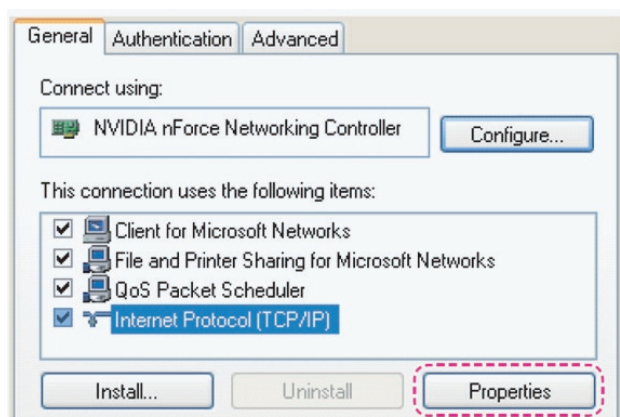 General Authentication Advanced
Connect using:
NVIDIA nForce Networking Controller Configure...
This connection uses the following items:
Client for Microsoft Networks
File and Printer Sharing for Microsoft Networks
QoS Packet Scheduler
Internet Protocol (TCP/IP)
Install... Uninstall Properties